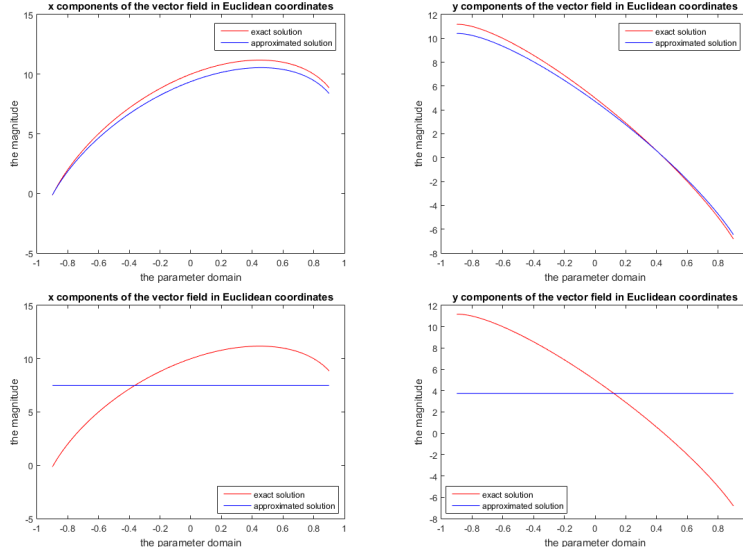 x components of the vector field in Euclidean coordinates
15
10
5
0
-5
the magnitude
exact solution
approximated solution
-1 -0.8 -0.6 -0.4 -0.2 0 0.2 0.4 0.6 0.8 1
the parameter domain
y components of the vector field in Euclidean coordinates
12
10
8
6
4
2
0
-2
-4
-6
-8
the magnitude
exact solution
approximated solution
-1 -0.8 -0.6 -0.4 -0.2 0 0.2 0.4 0.6 0.8
the parameter domain
x components of the vector field in Euclidean coordinates
15
10
5
0
-5
the magnitude
exact solution
approximated solution
-1 -0.8 -0.6 -0.4 -0.2 0 0.2 0.4 0.6 0.8 1
the parameter domain
y components of the vector field in Euclidean coordinates
12
10
8
6
4
2
0
-2
-4
-6
-8
the magnitude
exact solution
approximated solution
-1 -0.8 -0.6 -0.4 -0.2 0 0.2 0.4 0.6 0.8
the parameter domain